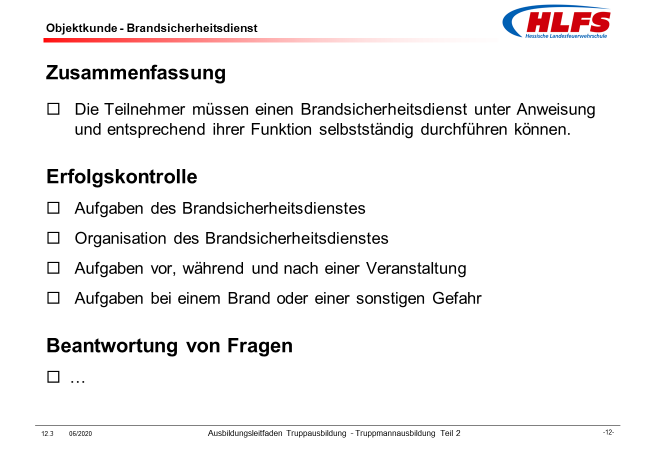 Objektkunde - Brandsicherheitsdienst
HLFS
Hessische Landesfeuerwehrschule
Zusammenfassung
Die Teilnehmer müssen einen Brandsicherheitsdienst unter Anweisung
und entsprechend ihrer Funktion selbstständig durchführen können.
Erfolgskontrolle
Aufgaben des Brandsicherheitsdienstes
Organisation des Brandsicherheitsdienstes
Aufgaben vor, während und nach einer Veranstaltung
Aufgaben bei einem Brand oder einer sonstigen Gefahr
Beantwortung von Fragen
…
12.3 06/2020 Ausbildungsleitfaden Truppausbildung - Truppmannausbildung Teil 2 -12-